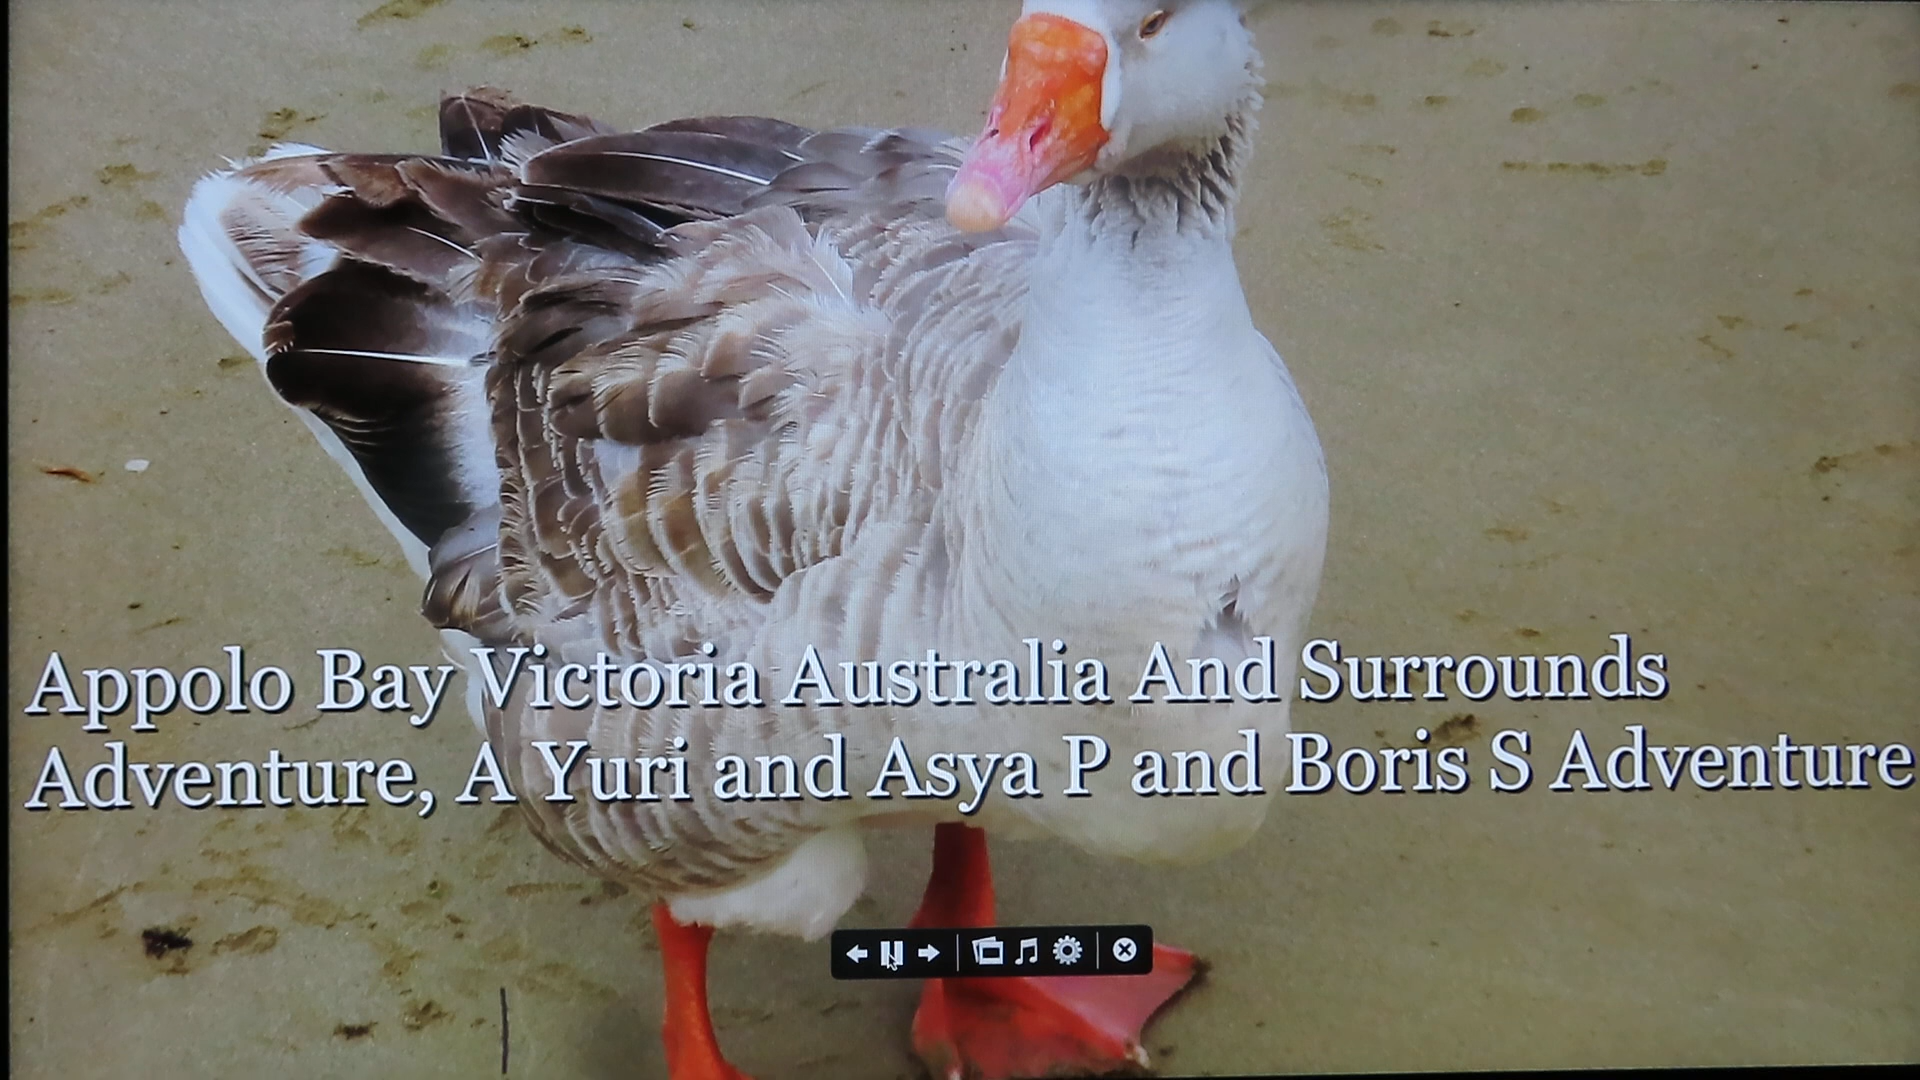 Appolo Bay Victoria Australia And Surrounds
Adventure, A Yuri and Asya P and Boris S Adventure